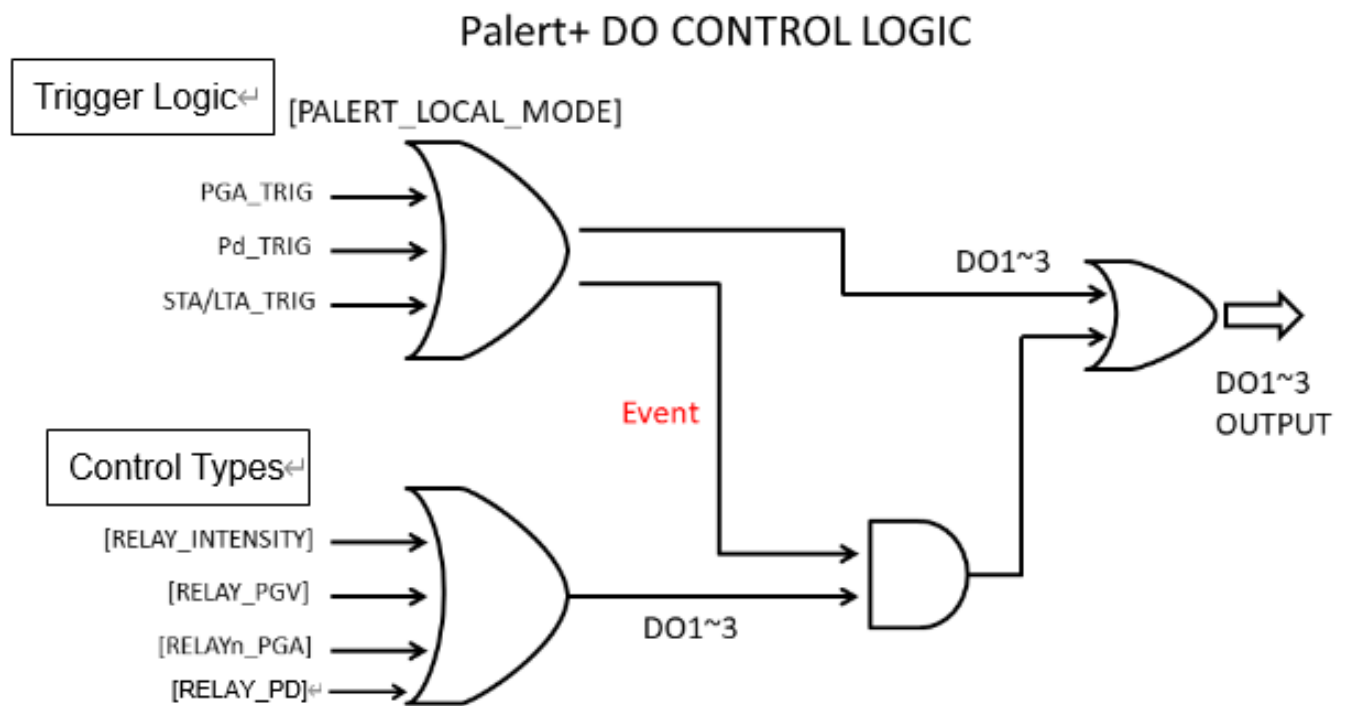 Palert+ DO CONTROL LOGIC
Trigger Logic↵
[PALERT_LOCAL_MODE]
PGA_TRIG
Pd_TRIG
STA/LTA_TRIG
DO1~3
DO1~3
OUTPUT
Event
Control Types↵
[RELAY_INTENSITY]
[RELAY_PGV]
[RELAYn_PGA]
[RELAY_PD]↵
DO1~3